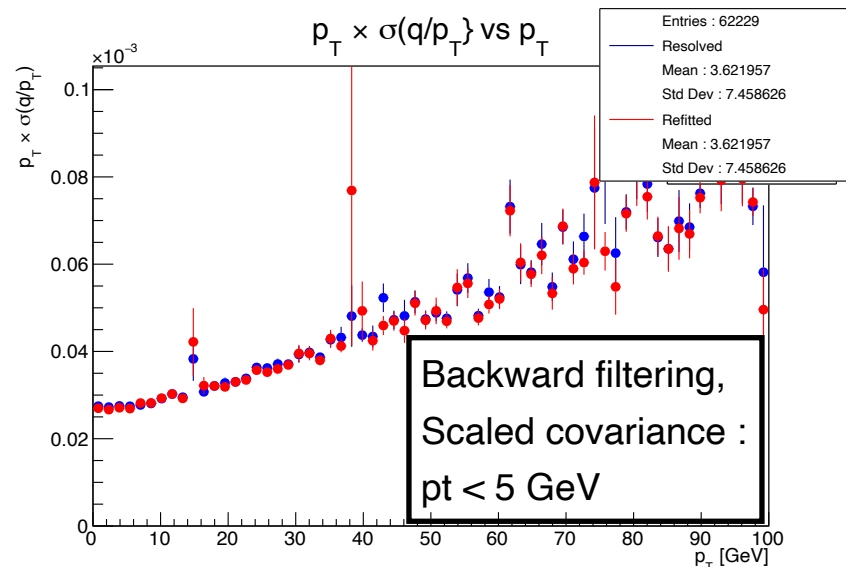 p_T × σ(q/p_T} vs p_T
×10^-3
p_T × σ(q/p_T)
0.1
0.08
0.06
0.04
0.02
0
Entries : 62229
Resolved
Mean : 3.621957
Std Dev : 7.458626
Refitted
Mean : 3.621957
Std Dev : 7.458626
Backward filtering,
Scaled covariance :
pt < 5 GeV
0 10 20 30 40 50 60 70 80 90 100
p_T [GeV]